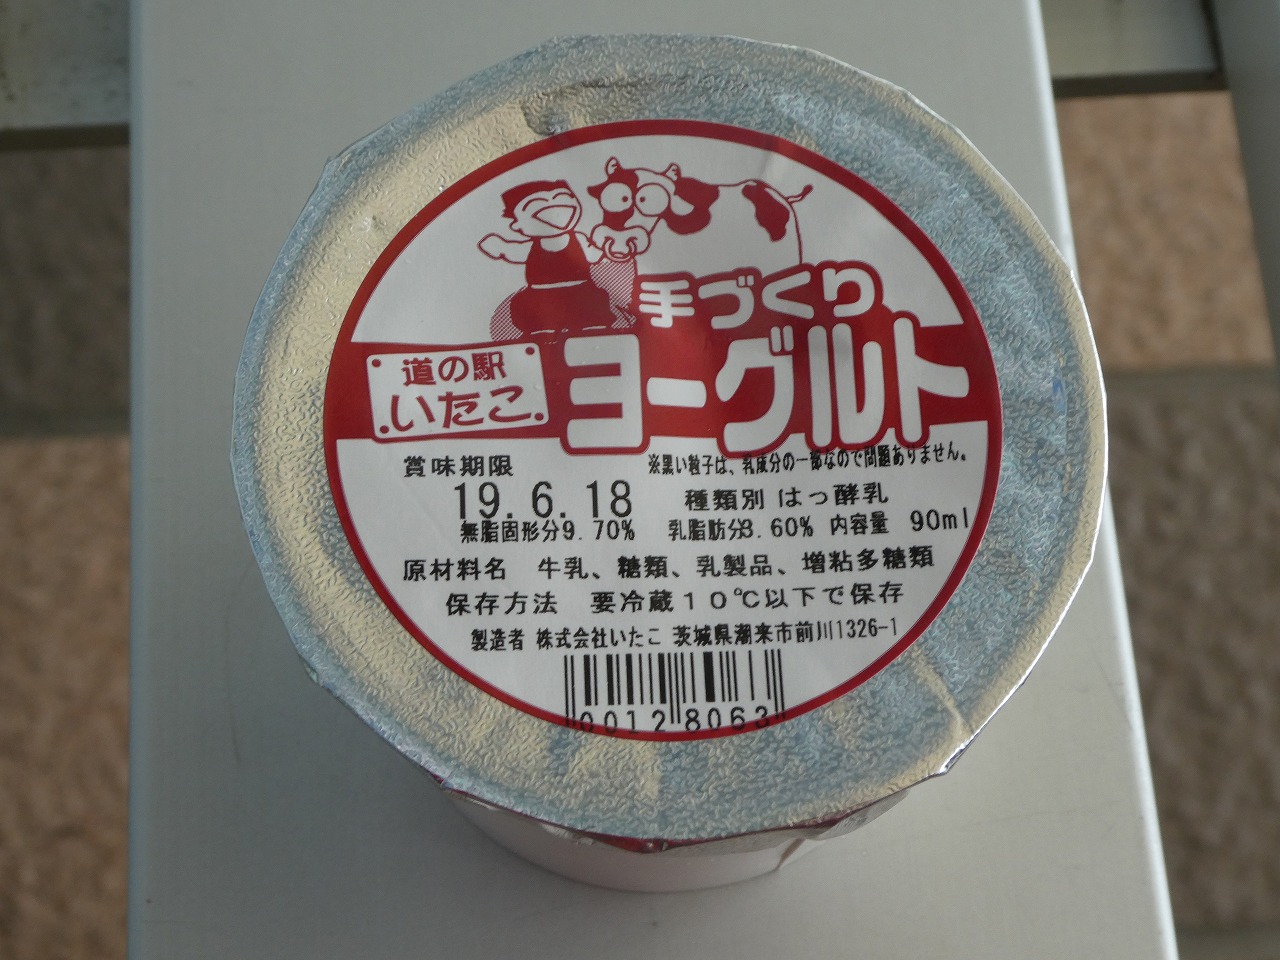 手づくり
ヨーグルト
道の駅
いたこ
賞味期限
※黒い粒子は、乳成分の一部なので問題ありません。
19.6.18
種類別 はっ酵乳
無脂固形分9.70% 乳脂肪分3.60% 内容量 90ml
原材料名 牛乳、糖類、乳製品、増粘多糖類
保存方法 要冷蔵10℃以下で保存
製造者 株式会社いたこ 茨城県潮来市前川1326-1
00128063